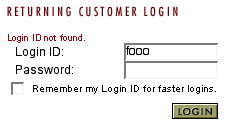 RETURNING CUSTOMER LOGIN
Login ID not found.
Login ID: fooo
Password:
Remember my Login ID for faster logins.
LOGIN